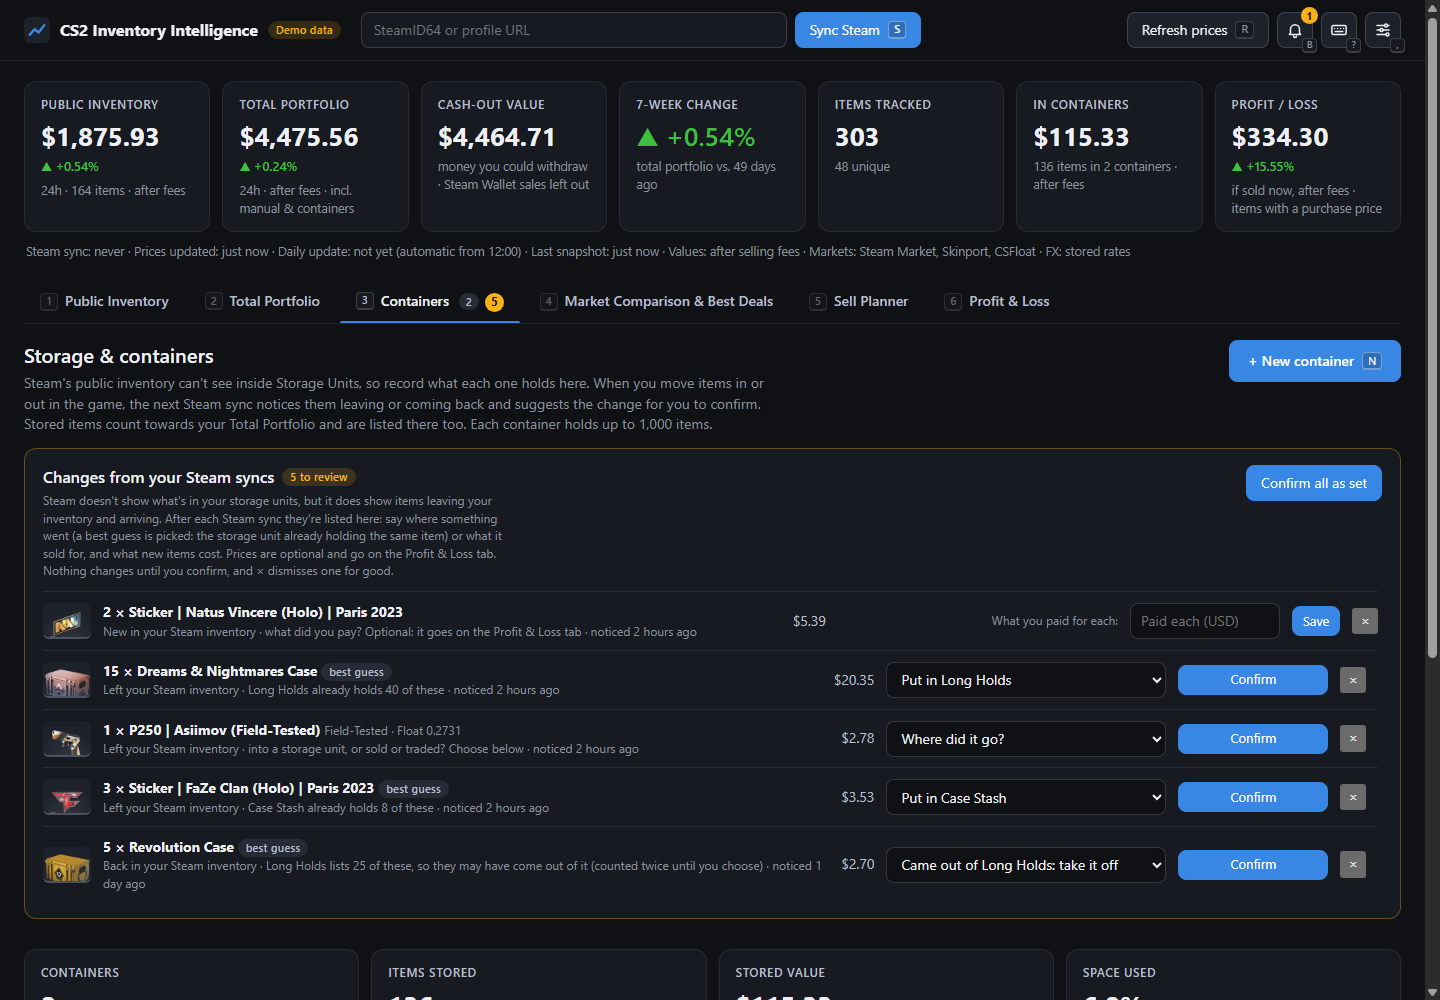 CS2 Inventory Intelligence Demo data
SteamID64 or profile URL
Sync Steam S
Refresh prices R
1
B
?
,
PUBLIC INVENTORY
$1,875.93
▲ +0.54%
24h · 164 items · after fees
TOTAL PORTFOLIO
$4,475.56
▲ +0.24%
24h · after fees · incl.
manual & containers
CASH-OUT VALUE
$4,464.71
money you could withdraw
· Steam Wallet sales left out
7-WEEK CHANGE
▲ +0.54%
total portfolio vs. 49 days
ago
ITEMS TRACKED
303
48 unique
IN CONTAINERS
$115.33
136 items in 2 containers ·
after fees
PROFIT / LOSS
$334.30
▲ +15.55%
if sold now, after fees ·
items with a purchase price
Steam sync: never · Prices updated: just now · Daily update: not yet (automatic from 12:00) · Last snapshot: just now · Values: after selling fees · Markets: Steam Market, Skinport, CSFloat · FX: stored rates
1 Public Inventory
2 Total Portfolio
3 Containers 2 5
4 Market Comparison & Best Deals
5 Sell Planner
6 Profit & Loss
Storage & containers
Steam's public inventory can't see inside Storage Units, so record what each one holds here. When you move items in or
out in the game, the next Steam sync notices them leaving or coming back and suggests the change for you to confirm.
Stored items count towards your Total Portfolio and are listed there too. Each container holds up to 1,000 items.
+ New container N
Changes from your Steam syncs 5 to review
Steam doesn't show what's in your storage units, but it does show items leaving your
inventory and arriving. After each Steam sync they're listed here: say where something
went (a best guess is picked: the storage unit already holding the same item) or what it
sold for, and what new items cost. Prices are optional and go on the Profit & Loss tab.
Nothing changes until you confirm, and × dismisses one for good.
Confirm all as set
2 × Sticker | Natus Vincere (Holo) | Paris 2023
New in your Steam inventory · what did you pay? Optional: it goes on the Profit & Loss tab · noticed 2 hours ago
$5.39
What you paid for each:
Paid each (USD)
Save
×
15 × Dreams & Nightmares Case best guess
Left your Steam inventory · Long Holds already holds 40 of these · noticed 2 hours ago
$20.35
Put in Long Holds
Confirm
×
1 × P250 | Asiimov (Field-Tested) Field-Tested · Float 0.2731
Left your Steam inventory · into a storage unit, or sold or traded? Choose below · noticed 2 hours ago
$2.78
Where did it go?
Confirm
×
3 × Sticker | FaZe Clan (Holo) | Paris 2023 best guess
Left your Steam inventory · Case Stash already holds 8 of these · noticed 2 hours ago
$3.53
Put in Case Stash
Confirm
×
5 × Revolution Case best guess
Back in your Steam inventory · Long Holds lists 25 of these, so they may have come out of it (counted twice until you choose) · noticed 1
day ago
$2.70
Came out of Long Holds: take it off
Confirm
×
CONTAINERS
ITEMS STORED
STORED VALUE
SPACE USED